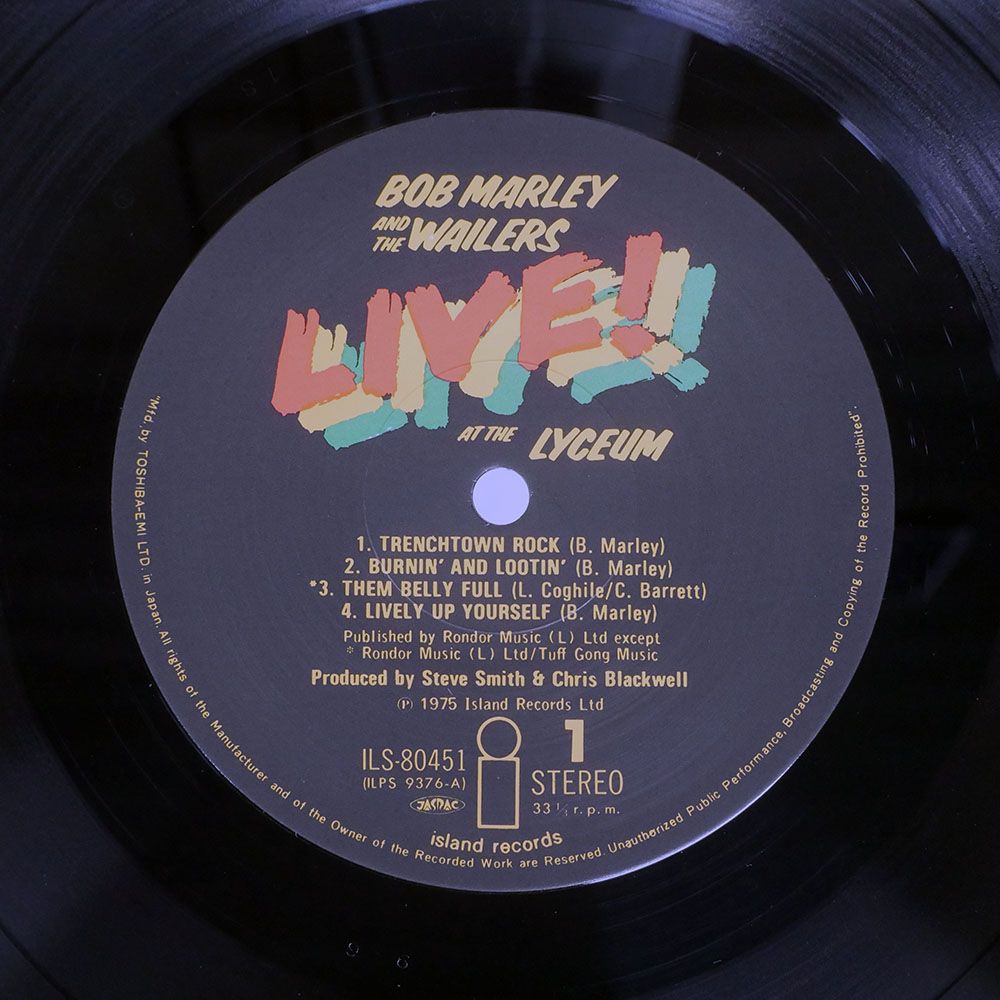 BOB MARLEY
AND THE WAILERS
LIVE!
AT THE LYCEUM
1. TRENCHTOWN ROCK (B. Marley)
2. BURNIN' AND LOOTIN' (B. Marley)
*3. THEM BELLY FULL (L. Coghile/C. Barrett)
4. LIVELY UP YOURSELF (B. Marley)
Published by Rondor Music (L) Ltd except
* Rondor Music (L) Ltd/Tuff Gong Music
Produced by Steve Smith & Chris Blackwell
℗ 1975 Island Records Ltd
ILS-80451
(ILPS 9376-A)
JASRAC
i
1
STEREO
33 1/3 r.p.m.
island records
"Mfd. by TOSHIBA-EMI LTD. in Japan. All rights of the Manufacturer and of the Owner of the Recorded Work are Reserved. Unauthorized Public Performance, Broadcasting and Copying of the Record Prohibited".